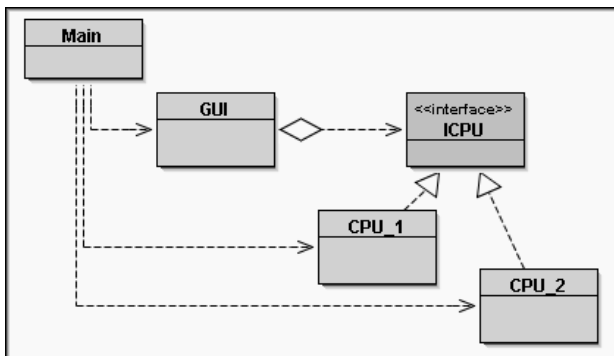 Main
GUI
<<interface>>
ICPU
CPU_1
CPU_2